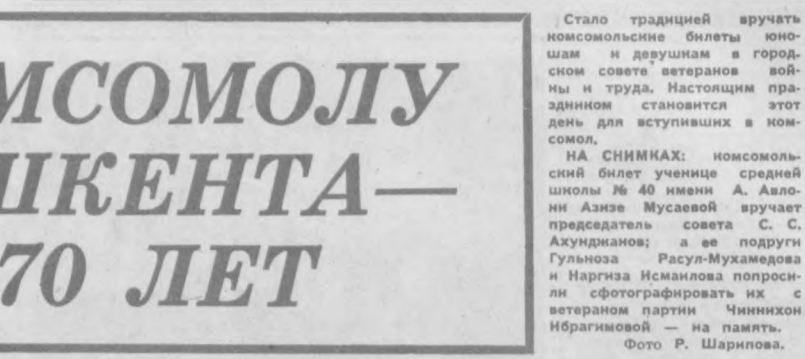 МСОМОЛУ
ШКЕНТА—
70 ЛЕТ
Стало традицией вручать
комсомольские билеты юно-
шам и девушкам в город-
ском совете ветеранов вой-
ны и труда. Настоящим пра-
здником становится этот
день для вступивших в ком-
сомол.
НА СНИМКАХ: комсомоль-
ский билет ученице средней
школы № 40 имени А. Авло-
ни Азизе Мусаевой вручает
председатель совета С. С.
Ахунджанов; а ее подруги
Гульноза Расул-Мухамедова
и Наргиза Исмаилова попроси-
ли сфотографировать их с
ветераном партии Чиннихон
Ибрагимовой — на память.
Фото Р. Шарипова.